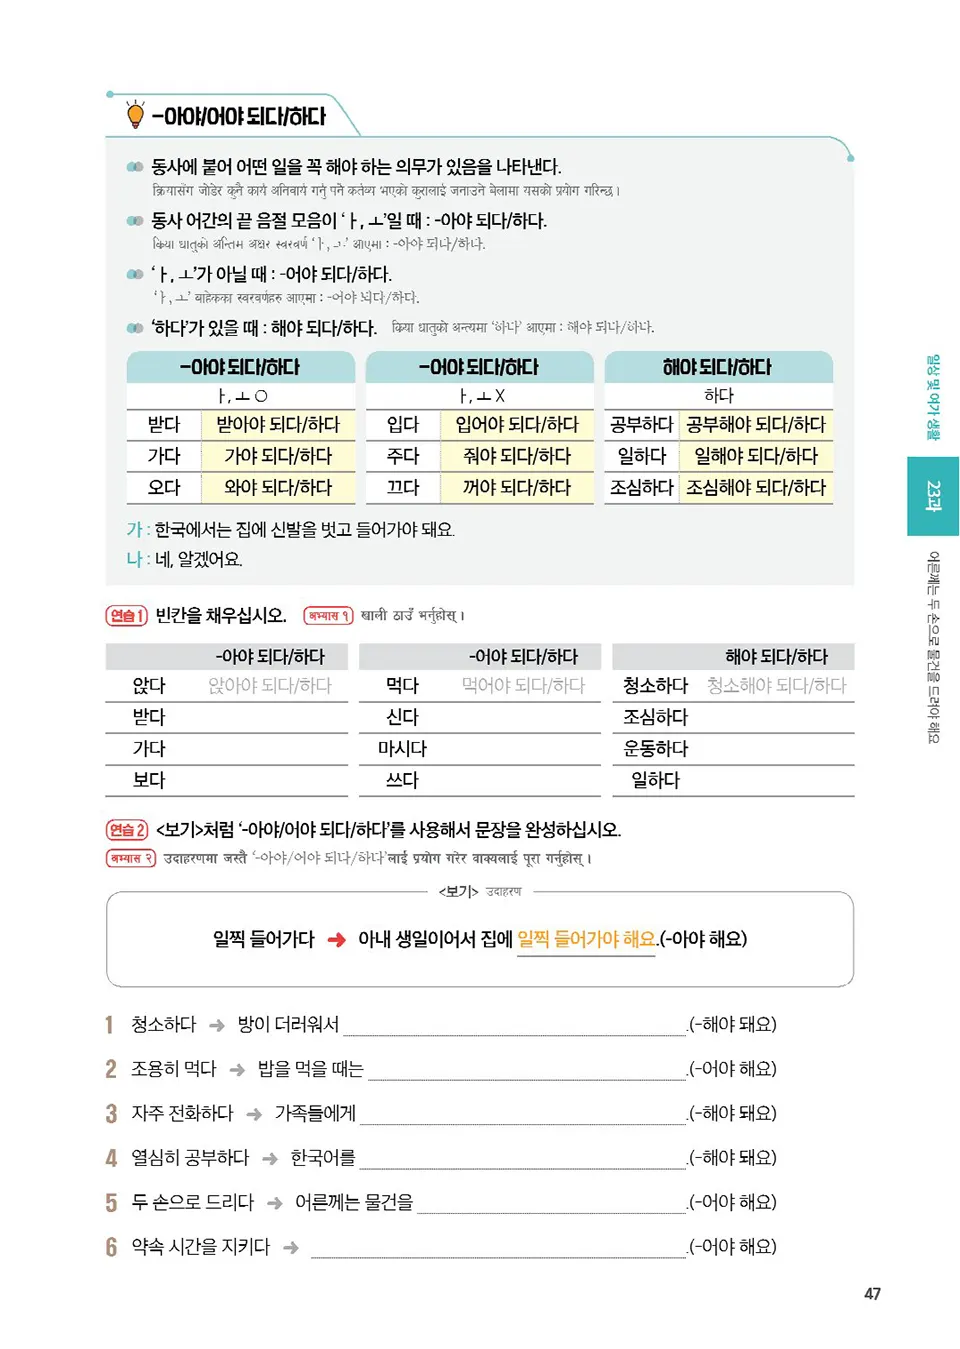 -아야/어야 되다/하다
동사에 붙어 어떤 일을 꼭 해야 하는 의무가 있음을 나타낸다.
क्रियासँग जोडेर कुनै कार्य अनिवार्य गर्नु पर्ने कर्तव्य भएको कुरालाई जनाउने बेलामा यसको प्रयोग गरिन्छ ।
동사 어간의 끝 음절 모음이 ‘ㅏ, ㅗ’일 때 : -아야 되다/하다.
क्रिया धातुको अन्तिम अक्षर स्वरवर्ण ‘ㅏ, ㅗ’ आएमा : -아야 되다/하다.
‘ㅏ, ㅗ’가 아닐 때 : -어야 되다/하다.
‘ㅏ, ㅗ’ बाहेकका स्वरवर्णहरु आएमा : -어야 되다/하다.
‘하다’가 있을 때 : 해야 되다/하다. क्रिया धातुको अन्त्यमा ‘하다’ आएमा : 해야 되다/하다.
-아야 되다/하다 -어야 되다/하다 해야 되다/하다
ㅏ, ㅗ O ㅏ, ㅗ X 하다
받다 받아야 되다/하다 입다 입어야 되다/하다 공부하다 공부해야 되다/하다
가다 가야 되다/하다 주다 줘야 되다/하다 일하다 일해야 되다/하다
오다 와야 되다/하다 끄다 꺼야 되다/하다 조심하다 조심해야 되다/하다
가 : 한국에서는 집에 신발을 벗고 들어가야 돼요.
나 : 네, 알겠어요.
연습 1 빈칸을 채우십시오. अभ्यास १ खाली ठाउँ भर्नुहोस् ।
-아야 되다/하다 -어야 되다/하다 해야 되다/하다
앉다 앉아야 되다/하다 먹다 먹어야 되다/하다 청소하다 청소해야 되다/하다
받다 신다 조심하다
가다 마시다 운동하다
보다 쓰다 일하다
연습 2 <보기>처럼 ‘-아야/어야 되다/하다’를 사용해서 문장을 완성하십시오.
अभ्यास २ उदाहरणमा जस्तै ‘-아야/어야 되다/하다’लाई प्रयोग गरेर वाक्यलाई पूरा गर्नुहोस् ।
<보기> उदाहरण
일찍 들어가다 → 아내 생일이어서 집에 일찍 들어가야 해요.(-아야 해요)
1 청소하다 → 방이 더러워서 .(-해야 돼요)
2 조용히 먹다 → 밥을 먹을 때는 .(-어야 해요)
3 자주 전화하다 → 가족들에게 .(-해야 돼요)
4 열심히 공부하다 → 한국어를 .(-해야 돼요)
5 두 손으로 드리다 → 어른께는 물건을 .(-어야 해요)
6 약속 시간을 지키다 → .(-어야 해요)
일상 및 여가 생활
23과
어른께는 두 손으로 물건을 드려야 해요
47